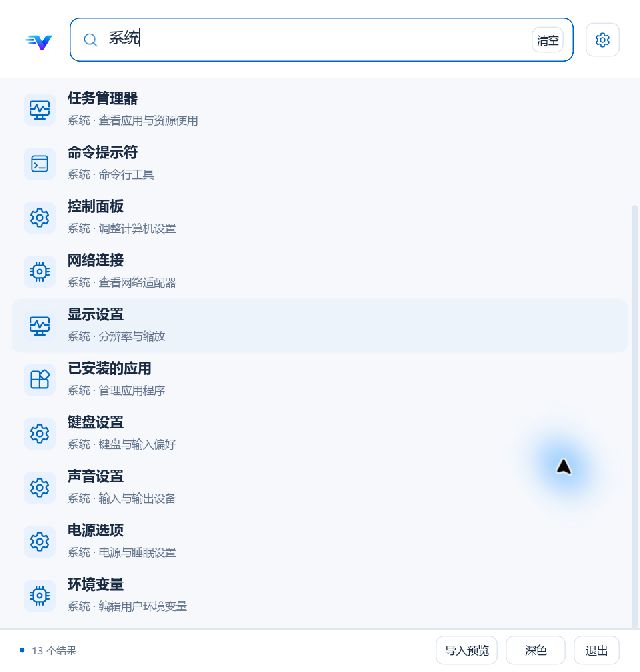 系统
清空
任务管理器
系统 · 查看应用与资源使用
命令提示符
系统 · 命令行工具
控制面板
系统 · 调整计算机设置
网络连接
系统 · 查看网络适配器
显示设置
系统 · 分辨率与缩放
已安装的应用
系统 · 管理应用程序
键盘设置
系统 · 键盘与输入偏好
声音设置
系统 · 输入与输出设备
电源选项
系统 · 电源与睡眠设置
环境变量
系统 · 编辑用户环境变量
13 个结果
导入预览
深色
退出